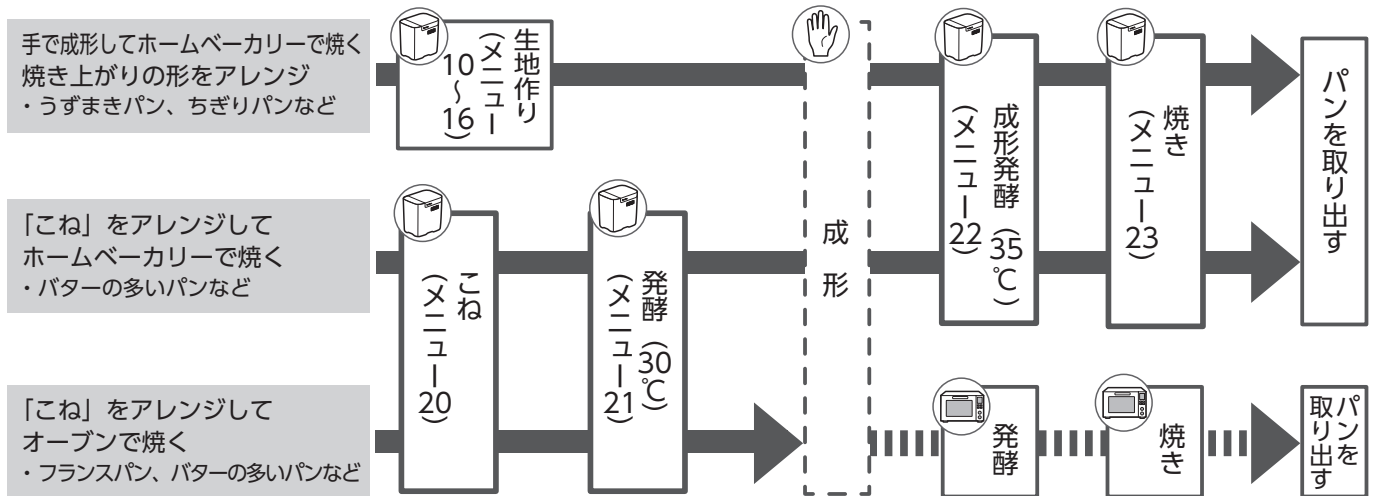 手で成形してホームベーカリーで焼く
焼き上がりの形をアレンジ
・うずまきパン、ちぎりパンなど
生地作り
(メニュー
10～16)
「こね」をアレンジして
ホームベーカリーで焼く
・バターの多いパンなど
「こね」をアレンジして
オーブンで焼く
・フランスパン、バターの多いパンなど
こね
(メニュー20)
発酵(30℃)
(メニュー21)
成形
成形発酵(35℃)
(メニュー22)
焼き
(メニュー23)
パンを取り出す
発酵
焼き
パンを
取り出す